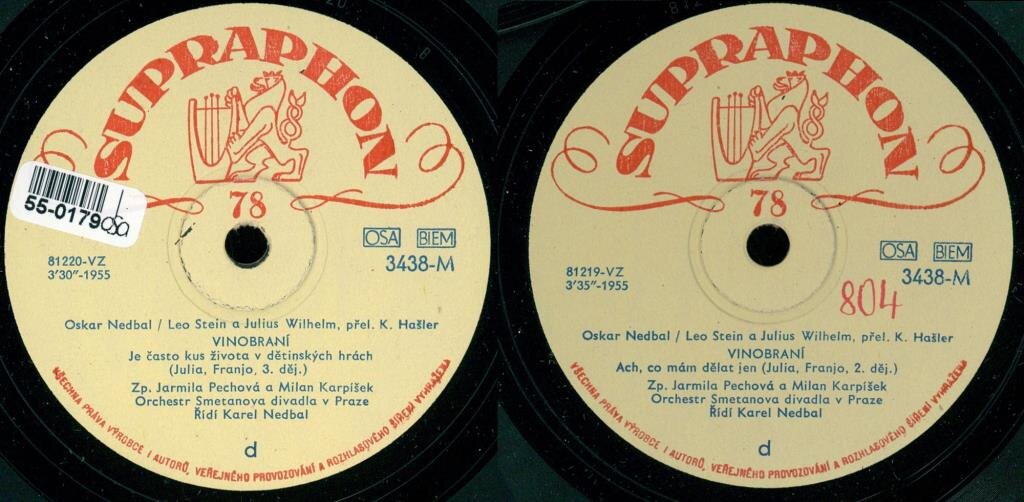 SUPRAPHON
78
55-0179 osa
OSA BIEM
3438-M
81220-VZ
3'30"-1955
Oskar Nedbal / Leo Stein a Julius Wilhelm, přel. K. Hašler
VINOBRANÍ
Je často kus života v dětinských hrách
(Julia, Franjo, 3. děj.)
Zp. Jarmila Pechová a Milan Karpíšek
Orchestr Smetanova divadla v Praze
Řídí Karel Nedbal
d
VŠECHNA PRÁVA VÝROBCE I AUTORŮ, VEŘEJNÉHO PROVOZOVÁNÍ A ROZHLASOVÉHO ŠÍŘENÍ VYHRAŽENA
SUPRAPHON
78
OSA BIEM
3438-M
81219-VZ
3'35"-1955
804
Oskar Nedbal / Leo Stein a Julius Wilhelm, přel. K. Hašler
VINOBRANÍ
Ach, co mám dělat jen (Julia, Franjo, 2. děj.)
Zp. Jarmila Pechová a Milan Karpíšek
Orchestr Smetanova divadla v Praze
Řídí Karel Nedbal
d
VŠECHNA PRÁVA VÝROBCE I AUTORŮ, VEŘEJNÉHO PROVOZOVÁNÍ A ROZHLASOVÉHO ŠÍŘENÍ VYHRAŽENA